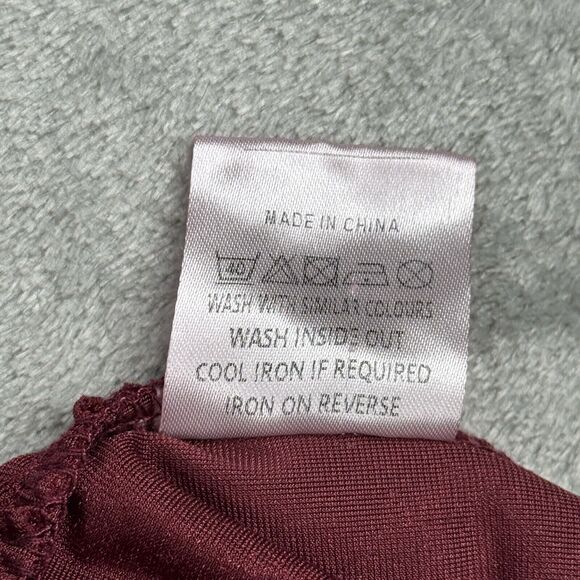 MADE IN CHINA
40
WASH WITH SIMILAR COLOURS
WASH INSIDE OUT
COOL IRON IF REQUIRED
IRON ON REVERSE